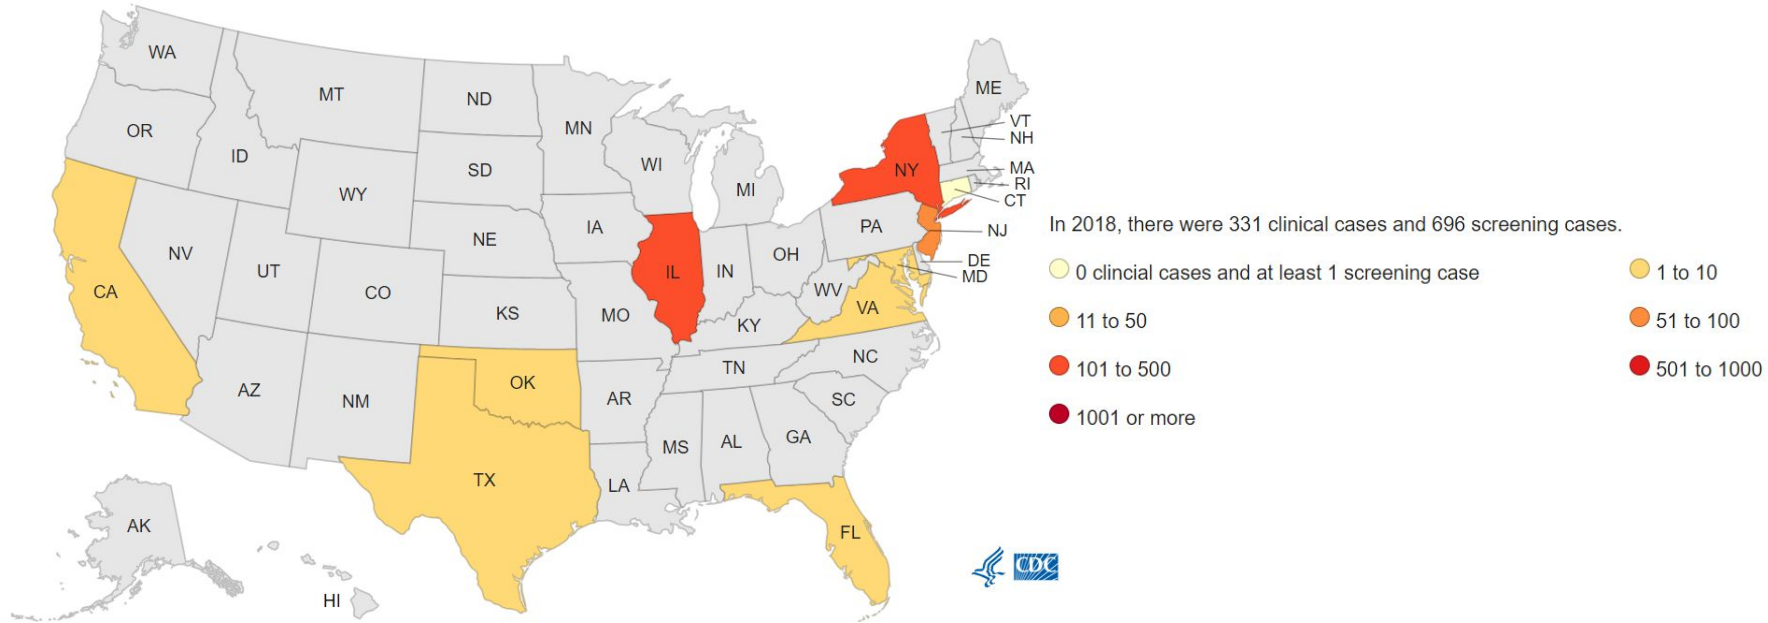 WA
MT
ND
MN
ME
VT
NH
OR
ID
WY
SD
WI
MI
NY
MA
RI
CT
NV
UT
CO
NE
IA
IL
IN
OH
PA
NJ
DE
MD
CA
KS
MO
KY
WV
VA
AZ
NM
OK
AR
TN
NC
SC
MS
AL
GA
TX
LA
FL
AK
HI
CDC
In 2018, there were 331 clinical cases and 696 screening cases.
0 clincial cases and at least 1 screening case
1 to 10
11 to 50
51 to 100
101 to 500
501 to 1000
1001 or more